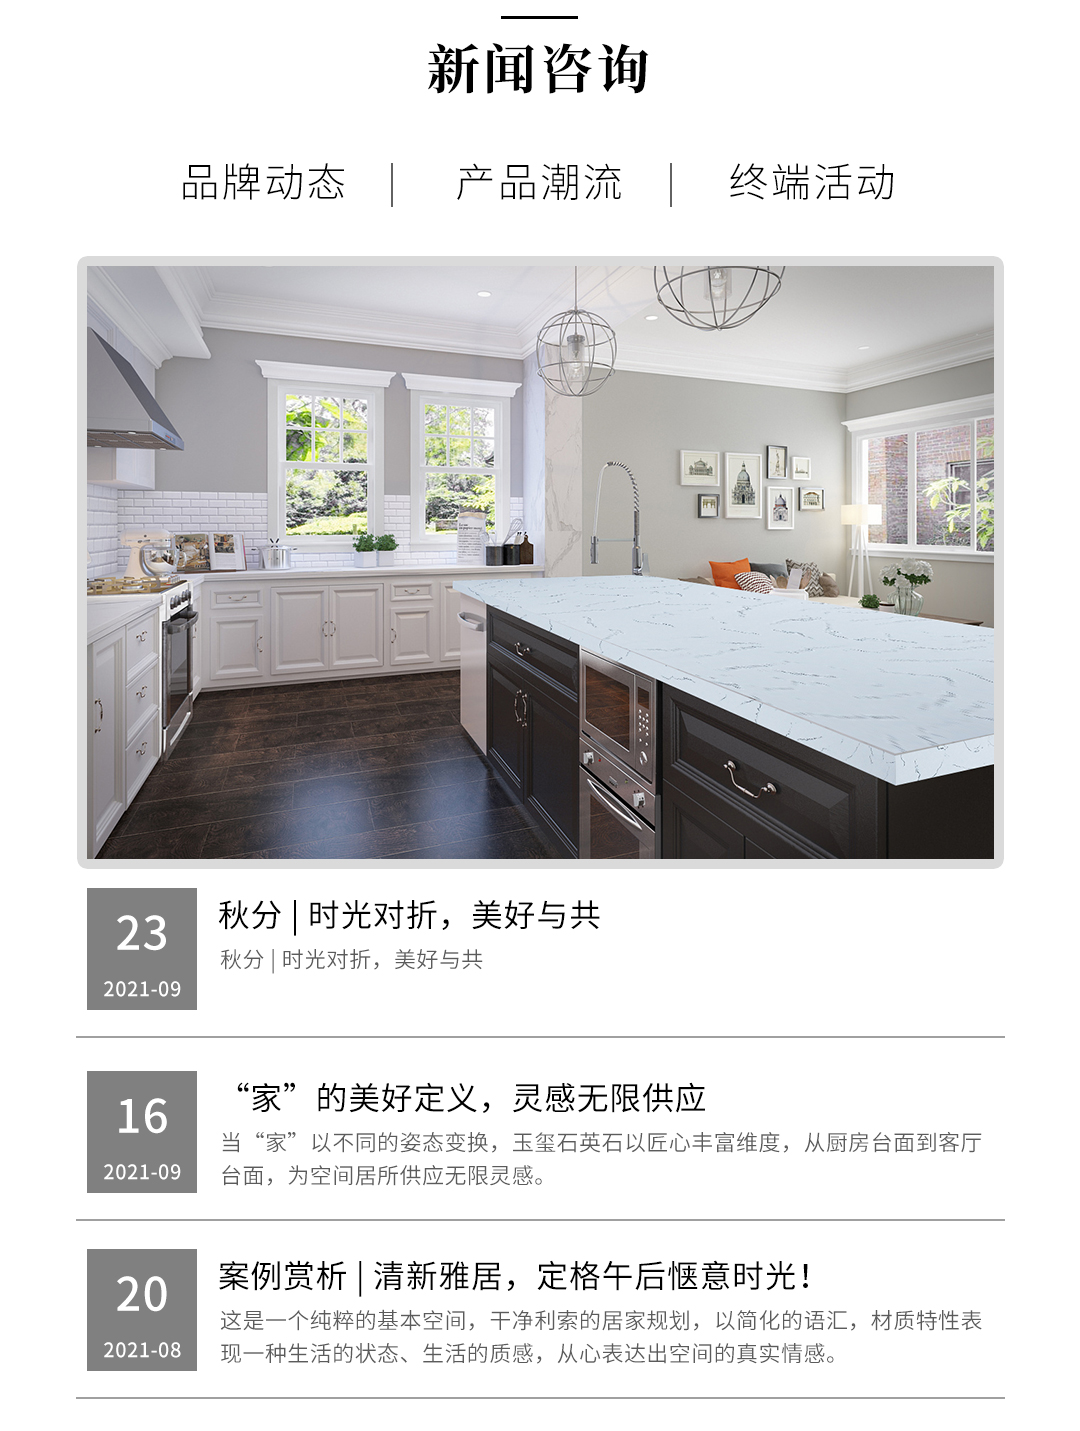 新闻咨询
品牌动态 | 产品潮流 | 终端活动
23
2021-09
秋分 | 时光对折，美好与共
秋分 | 时光对折，美好与共
16
2021-09
“家”的美好定义，灵感无限供应
当“家”以不同的姿态变换，玉玺石英石以匠心丰富维度，从厨房台面到客厅
台面，为空间居所供应无限灵感。
20
2021-08
案例赏析 | 清新雅居，定格午后惬意时光！
这是一个纯粹的基本空间，干净利索的居家规划，以简化的语汇，材质特性表
现一种生活的状态、生活的质感，从心表达出空间的真实情感。